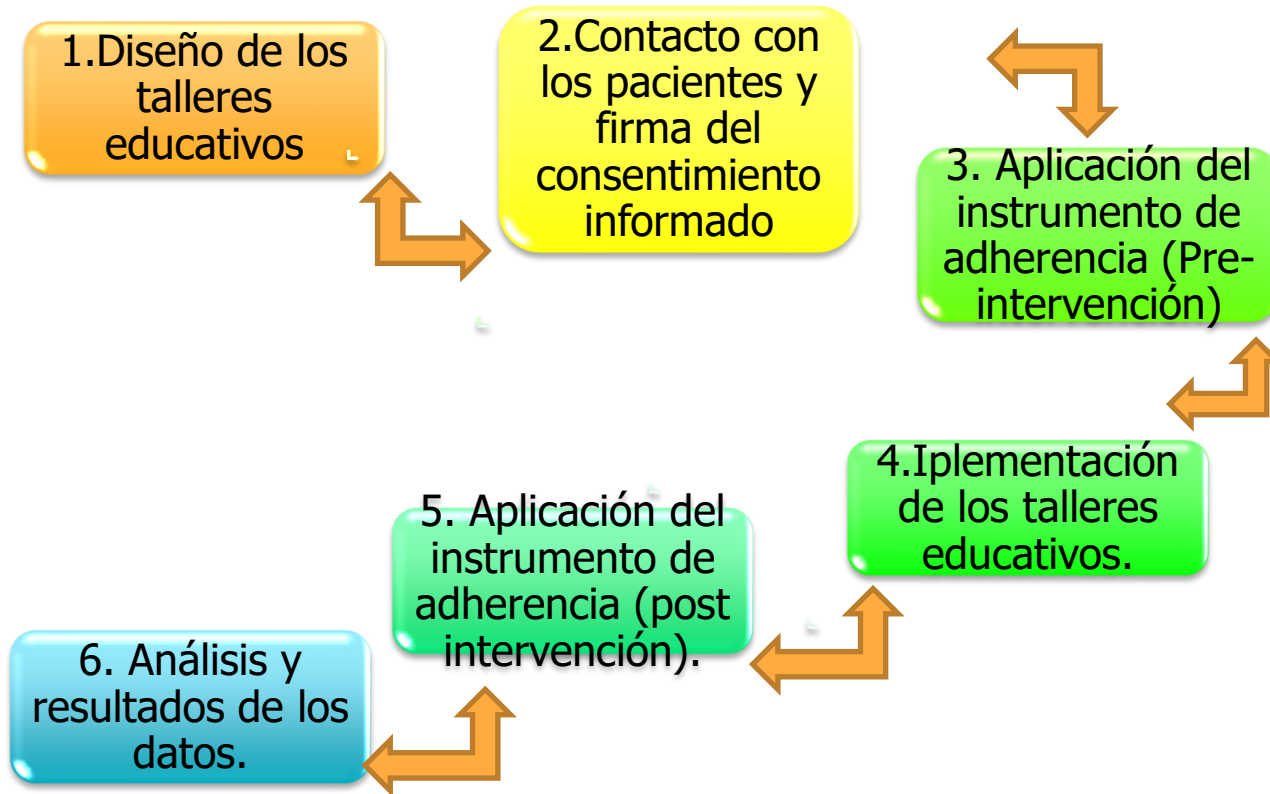 1.Diseño de los
talleres
educativos
2.Contacto con
los pacientes y
firma del
consentimiento
informado
3. Aplicación del
instrumento de
adherencia (Pre-
intervención)
4.Iplementación
de los talleres
educativos.
5. Aplicación del
instrumento de
adherencia (post
intervención).
6. Análisis y
resultados de los
datos.